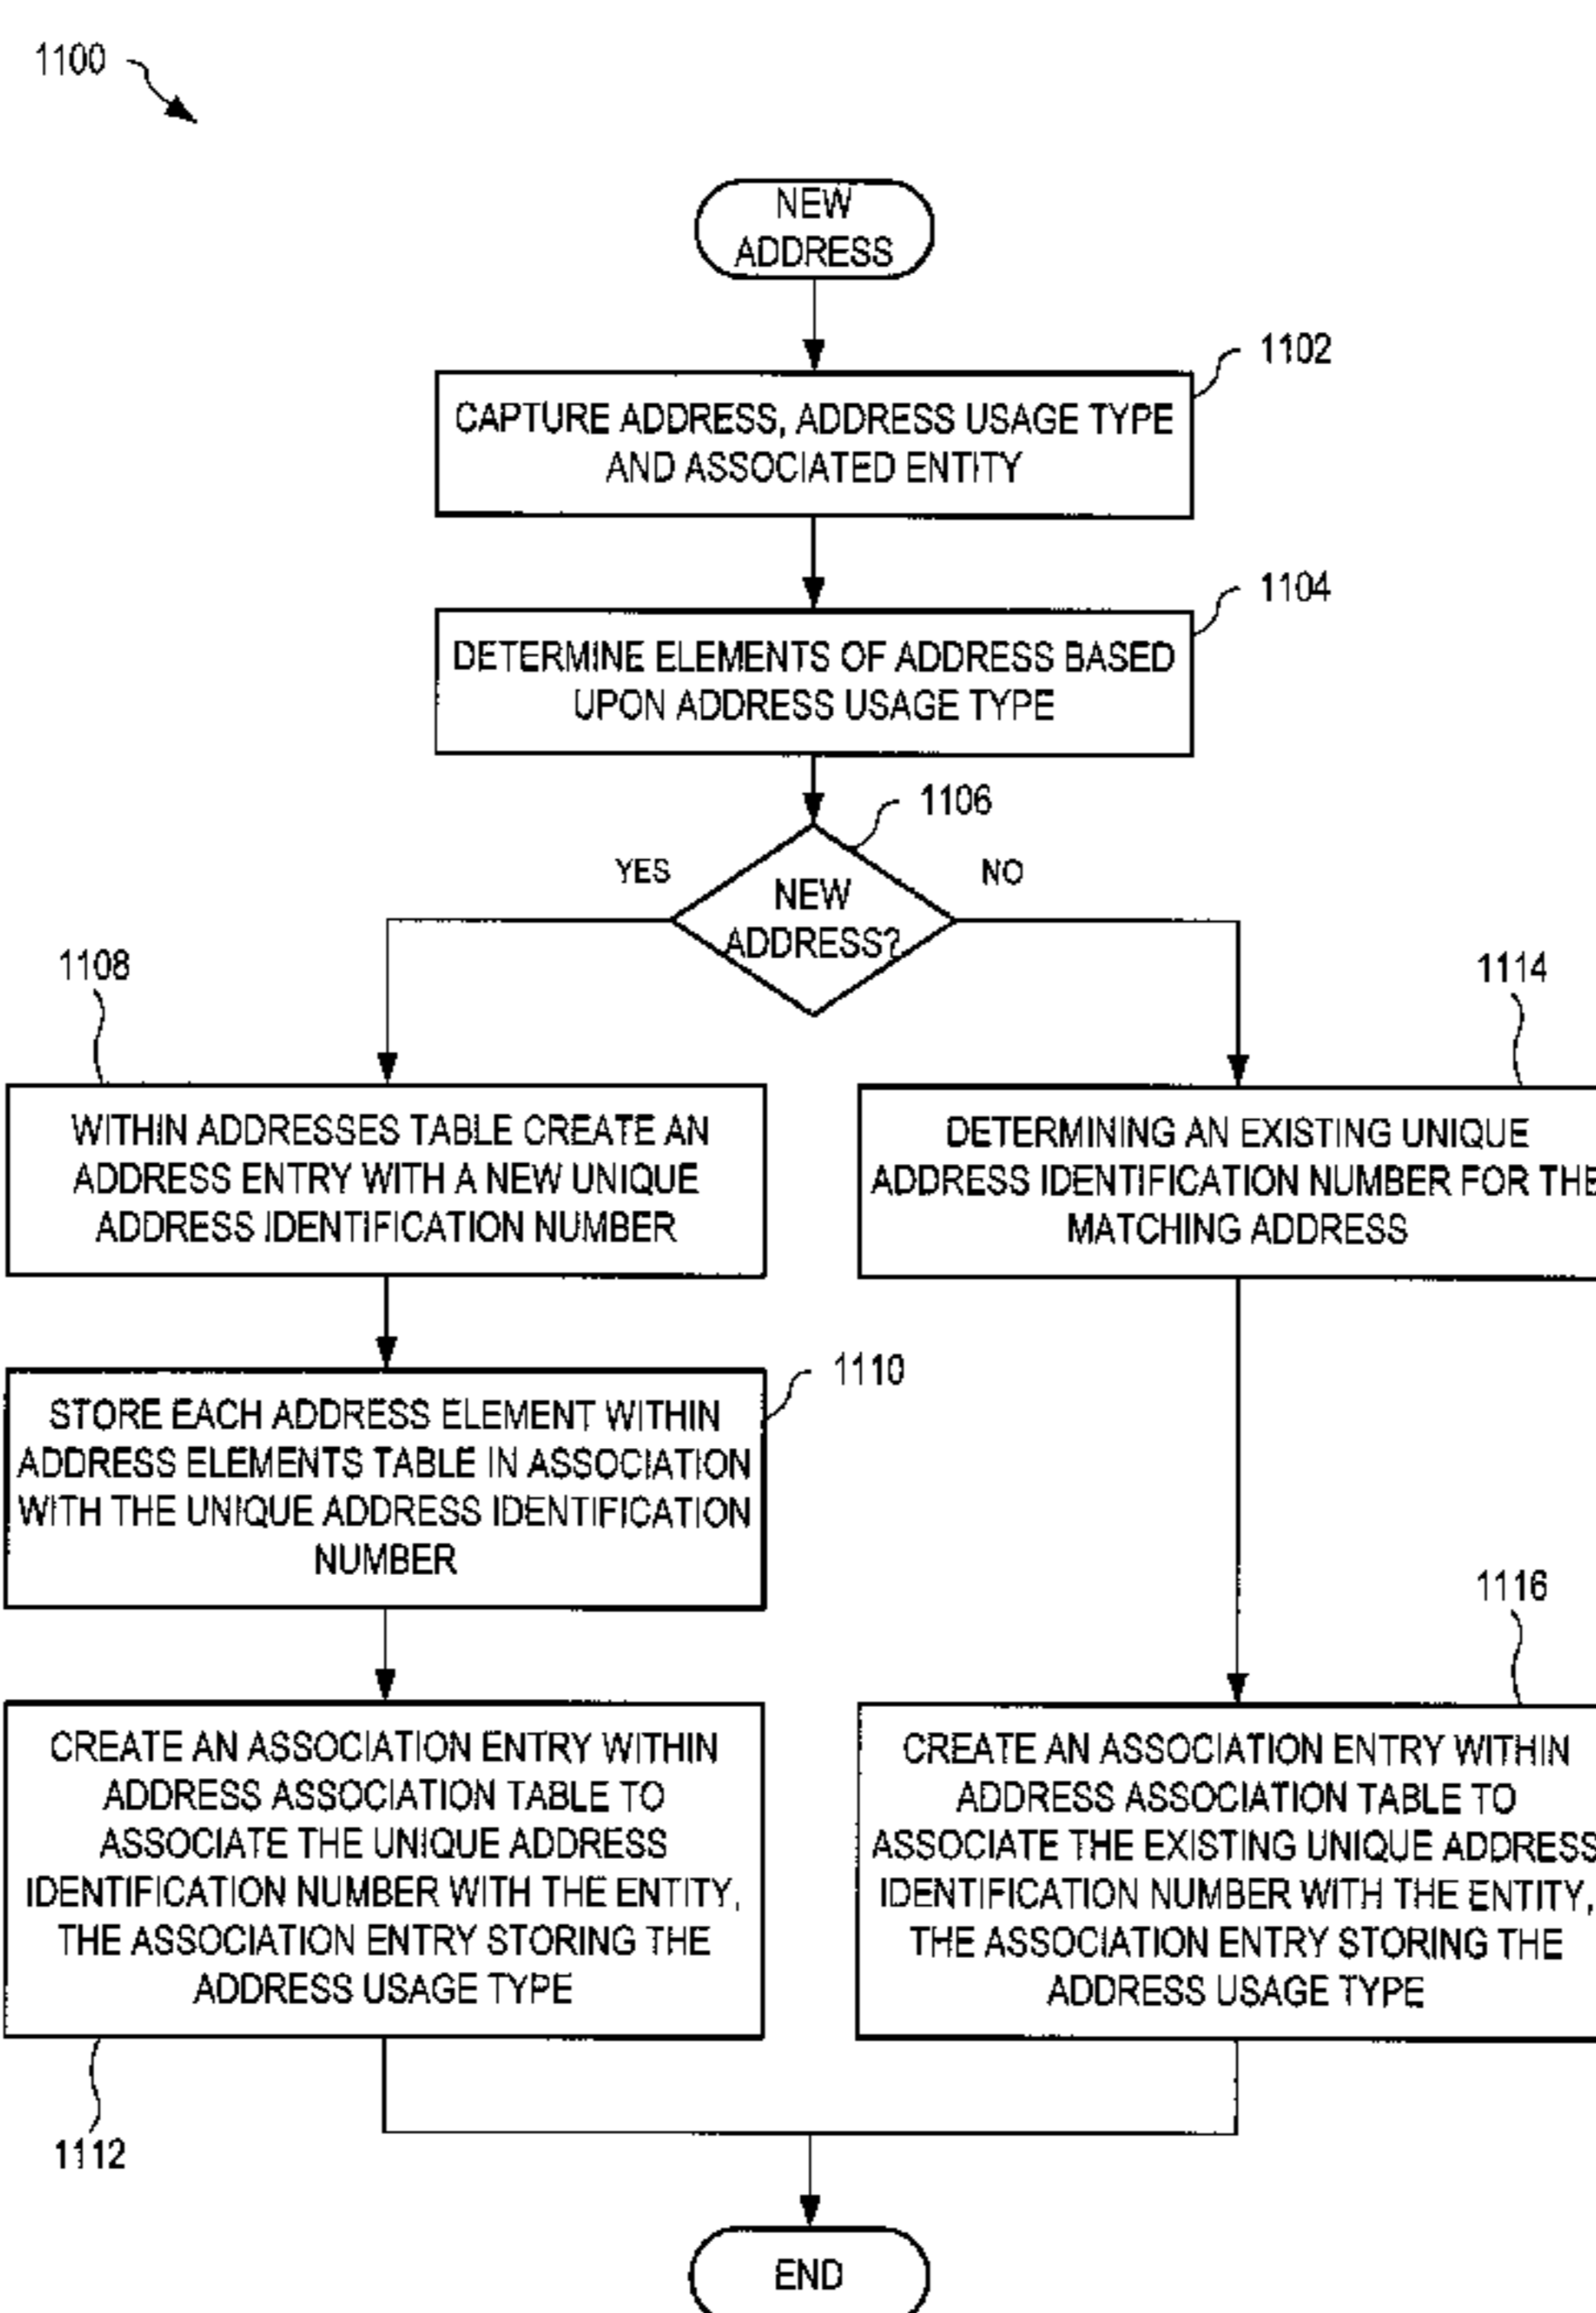 1100
NEW
ADDRESS
1102
CAPTURE ADDRESS, ADDRESS USAGE TYPE
AND ASSOCIATED ENTITY
1104
DETERMINE ELEMENTS OF ADDRESS BASED
UPON ADDRESS USAGE TYPE
1106
YES
NO
NEW
ADDRESS?
1108
WITHIN ADDRESSES TABLE CREATE AN
ADDRESS ENTRY WITH A NEW UNIQUE
ADDRESS IDENTIFICATION NUMBER
1114
DETERMINING AN EXISTING UNIQUE
ADDRESS IDENTIFICATION NUMBER FOR THE
MATCHING ADDRESS
1110
STORE EACH ADDRESS ELEMENT WITHIN
ADDRESS ELEMENTS TABLE IN ASSOCIATION
WITH THE UNIQUE ADDRESS IDENTIFICATION
NUMBER
1116
CREATE AN ASSOCIATION ENTRY WITHIN
ADDRESS ASSOCIATION TABLE TO
ASSOCIATE THE UNIQUE ADDRESS
IDENTIFICATION NUMBER WITH THE ENTITY,
THE ASSOCIATION ENTRY STORING THE
ADDRESS USAGE TYPE
CREATE AN ASSOCIATION ENTRY WITHIN
ADDRESS ASSOCIATION TABLE TO
ASSOCIATE THE EXISTING UNIQUE ADDRESS
IDENTIFICATION NUMBER WITH THE ENTITY,
THE ASSOCIATION ENTRY STORING THE
ADDRESS USAGE TYPE
1112
END